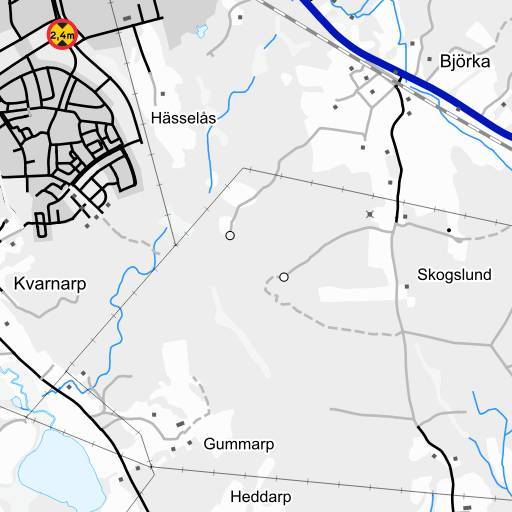 2,4m
Björka
Hässelås
Skogslund
Kvarnarp
Gummarp
Heddarp